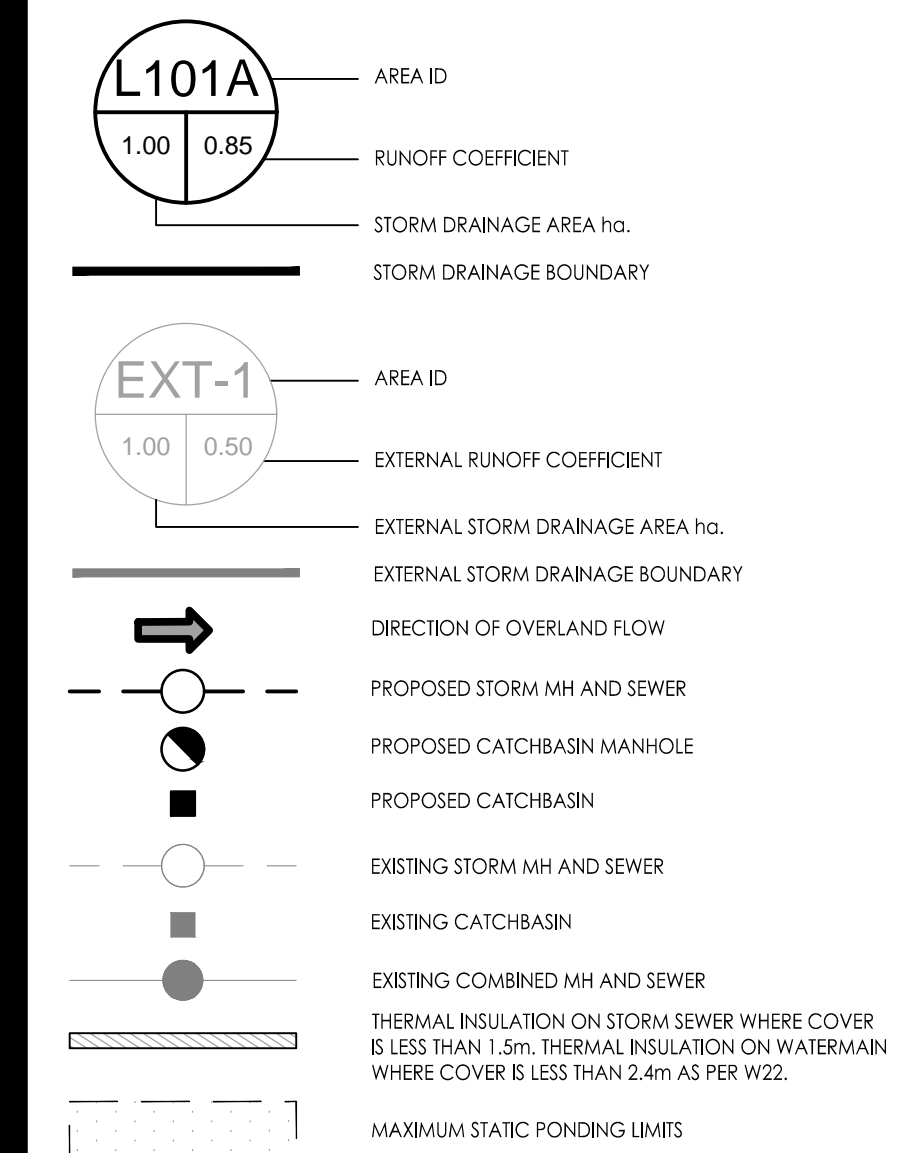 L101A
AREA ID
1.00 0.85
RUNOFF COEFFICIENT
STORM DRAINAGE AREA ha.
STORM DRAINAGE BOUNDARY
EXT-1
AREA ID
1.00 0.50
EXTERNAL RUNOFF COEFFICIENT
EXTERNAL STORM DRAINAGE AREA ha.
EXTERNAL STORM DRAINAGE BOUNDARY
DIRECTION OF OVERLAND FLOW
PROPOSED STORM MH AND SEWER
PROPOSED CATCHBASIN MANHOLE
PROPOSED CATCHBASIN
EXISTING STORM MH AND SEWER
EXISTING CATCHBASIN
EXISTING COMBINED MH AND SEWER
THERMAL INSULATION ON STORM SEWER WHERE COVER
IS LESS THAN 1.5m. THERMAL INSULATION ON WATERMAIN
WHERE COVER IS LESS THAN 2.4m AS PER W22.
MAXIMUM STATIC PONDING LIMITS